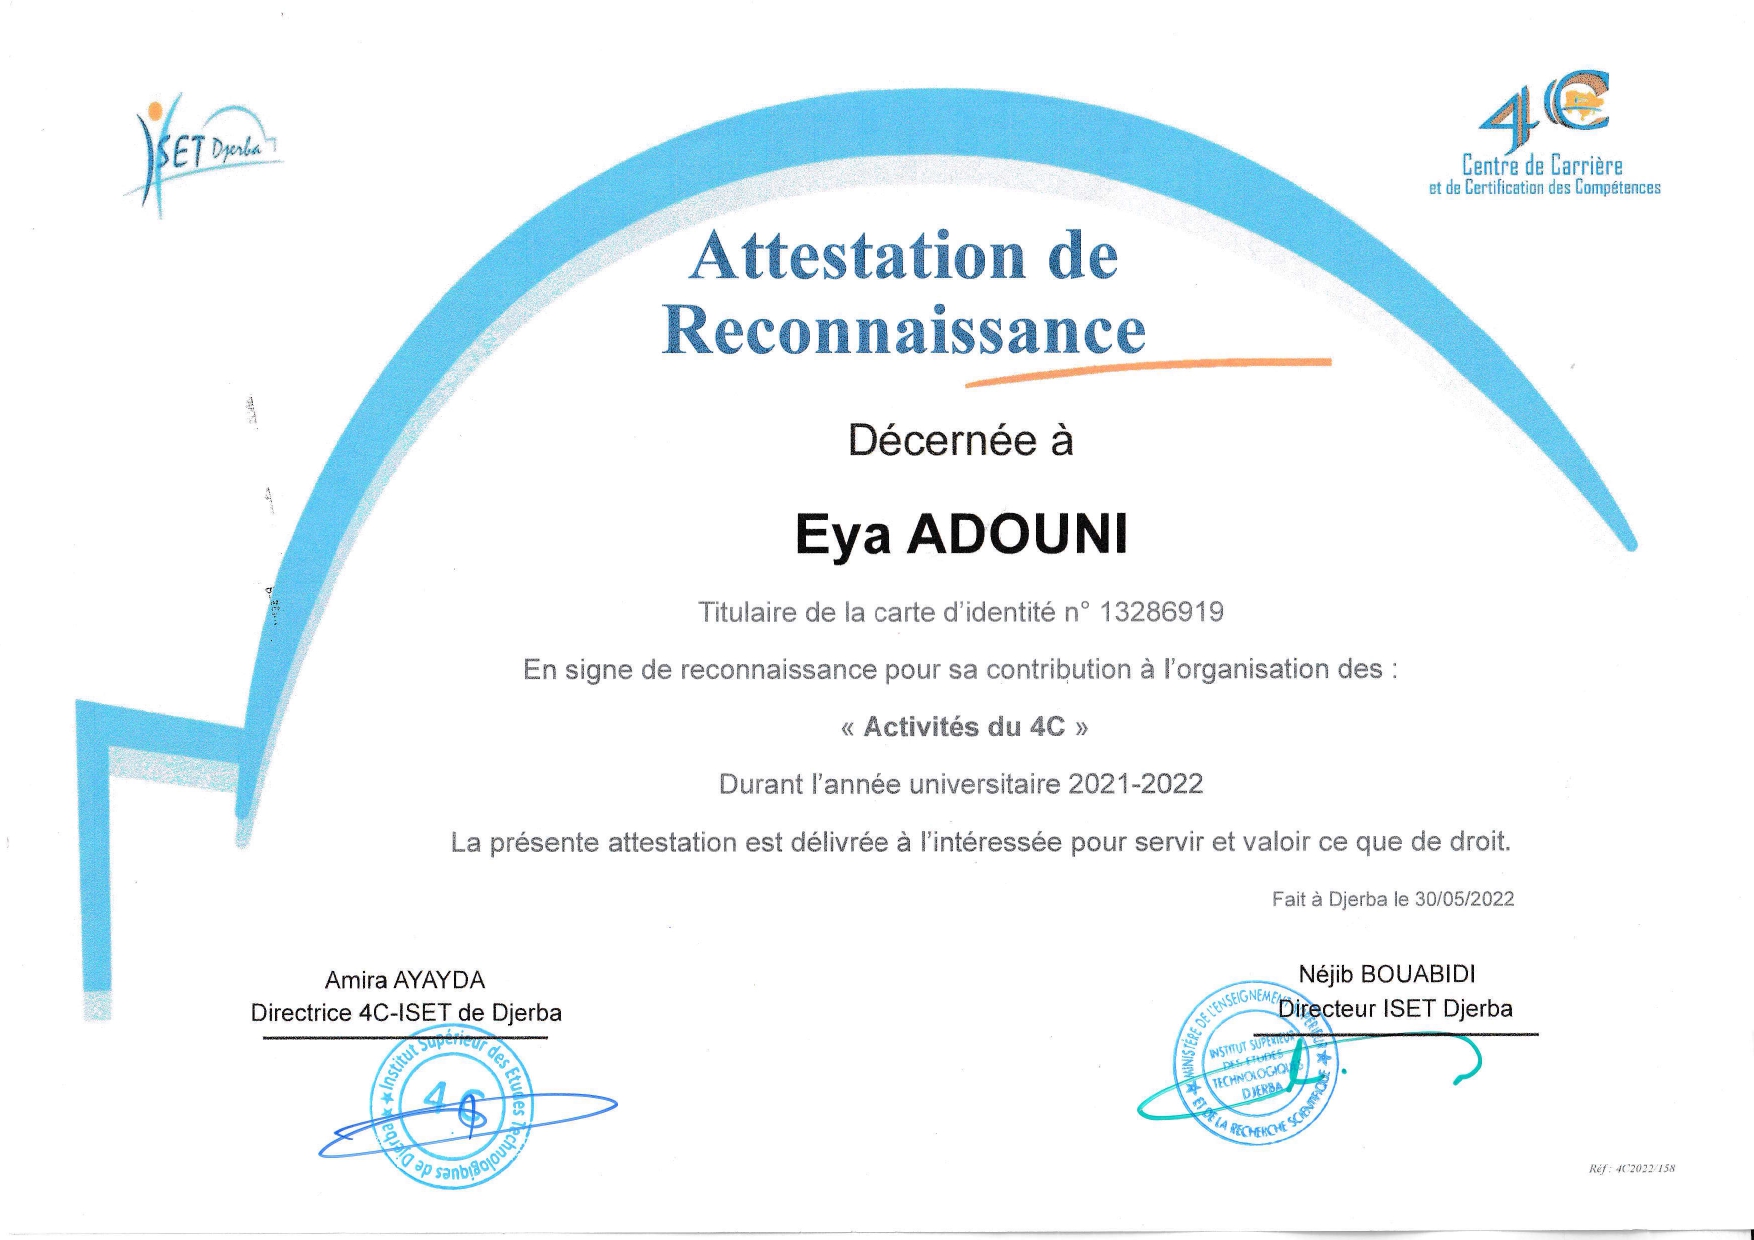 ISET Djerba
4C
Centre de Carrière
et de Certification des Compétences
Attestation de
Reconnaissance
Décernée à
Eya ADOUNI
Titulaire de la carte d'identité n° 13286919
En signe de reconnaissance pour sa contribution à l'organisation des :
« Activités du 4C »
Durant l'année universitaire 2021-2022
La présente attestation est délivrée à l'intéressée pour servir et valoir ce que de droit.
Fait à Djerba le 30/05/2022
Amira AYAYDA
Directrice 4C-ISET de Djerba
Institut Supérieur des Etudes Technologiques de Djerba
4C
Néjib BOUABIDI
Directeur ISET Djerba
MINISTÈRE DE L'ENSEIGNEMENT SUPÉRIEUR
ET DE LA RECHERCHE SCIENTIFIQUE
INSTITUT SUPERIEUR
DES ETUDES
TECHNOLOGIQUES
DJERBA
Réf : 4C2022/158